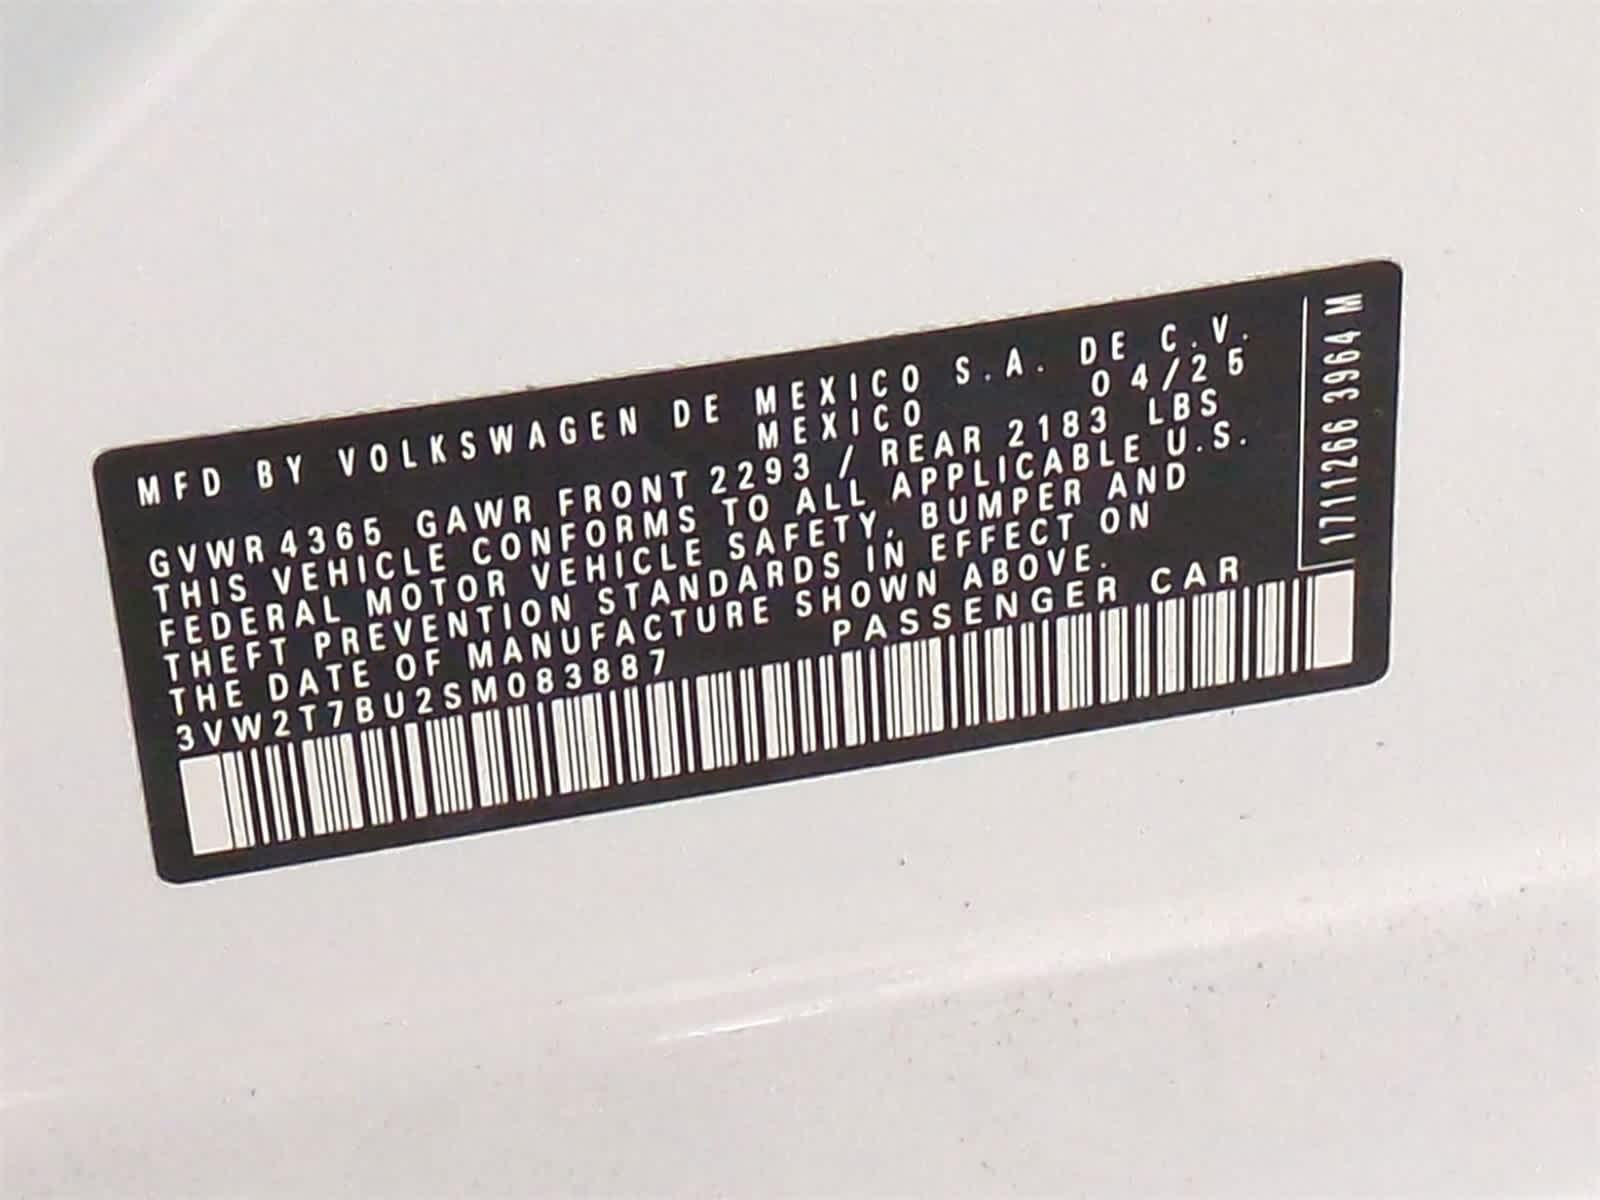 MFD BY VOLKSWAGEN DE MEXICO S.A. DE C.V.
MEXICO 04/25
GVWR 4365 GAWR FRONT 2293 / REAR 2183 LBS
THIS VEHICLE CONFORMS TO ALL APPLICABLE U.S.
FEDERAL MOTOR VEHICLE SAFETY, BUMPER AND
THEFT PREVENTION STANDARDS IN EFFECT ON
THE DATE OF MANUFACTURE SHOWN ABOVE.
3VW2T7BU2SM083887 PASSENGER CAR
1711266 3964 M